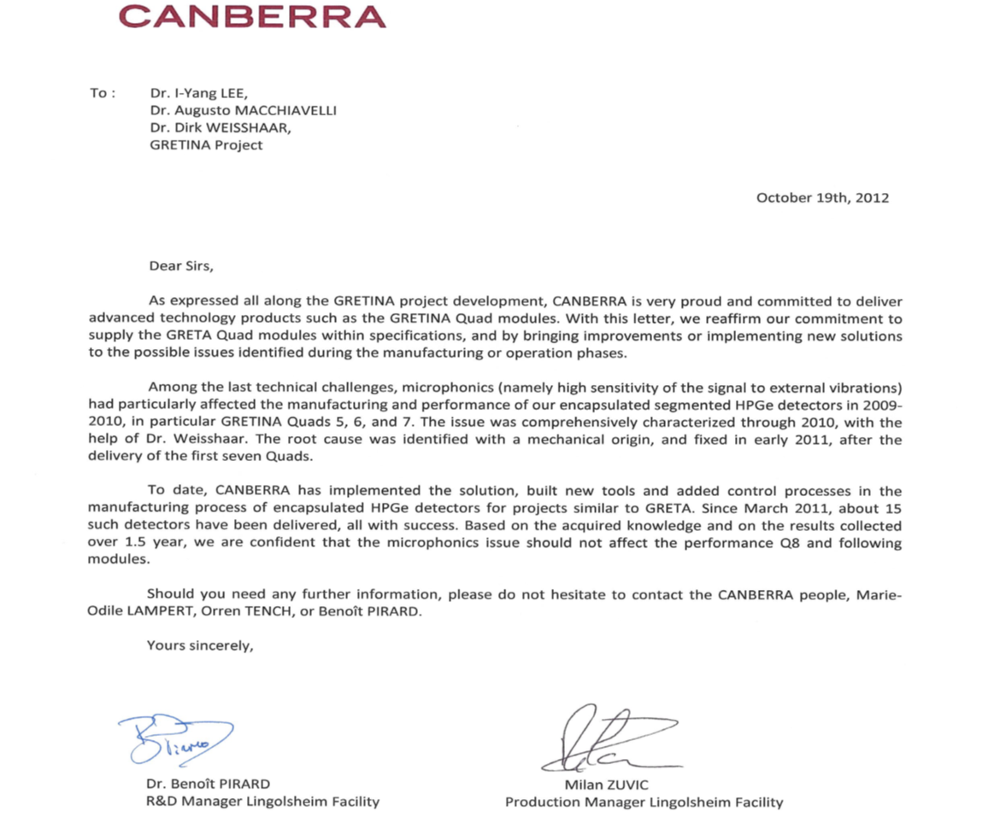 CANBERRA
To : Dr. I-Yang LEE,
Dr. Augusto MACCHIAVELLI
Dr. Dirk WEISSHAAR,
GRETINA Project
October 19th, 2012
Dear Sirs,
As expressed all along the GRETINA project development, CANBERRA is very proud and committed to deliver
advanced technology products such as the GRETINA Quad modules. With this letter, we reaffirm our commitment to
supply the GRETA Quad modules within specifications, and by bringing improvements or implementing new solutions
to the possible issues identified during the manufacturing or operation phases.
Among the last technical challenges, microphonics (namely high sensitivity of the signal to external vibrations)
had particularly affected the manufacturing and performance of our encapsulated segmented HPGe detectors in 2009-
2010, in particular GRETINA Quads 5, 6, and 7. The issue was comprehensively characterized through 2010, with the
help of Dr. Weisshaar. The root cause was identified with a mechanical origin, and fixed in early 2011, after the
delivery of the first seven Quads.
To date, CANBERRA has implemented the solution, built new tools and added control processes in the
manufacturing process of encapsulated HPGe detectors for projects similar to GRETA. Since March 2011, about 15
such detectors have been delivered, all with success. Based on the acquired knowledge and on the results collected
over 1.5 year, we are confident that the microphonics issue should not affect the performance Q8 and following
modules.
Should you need any further information, please do not hesitate to contact the CANBERRA people, Marie-
Odile LAMPERT, Orren TENCH, or Benoît PIRARD.
Yours sincerely,
Dr. Benoît PIRARD
R&D Manager Lingolsheim Facility
Milan ZUVIC
Production Manager Lingolsheim Facility